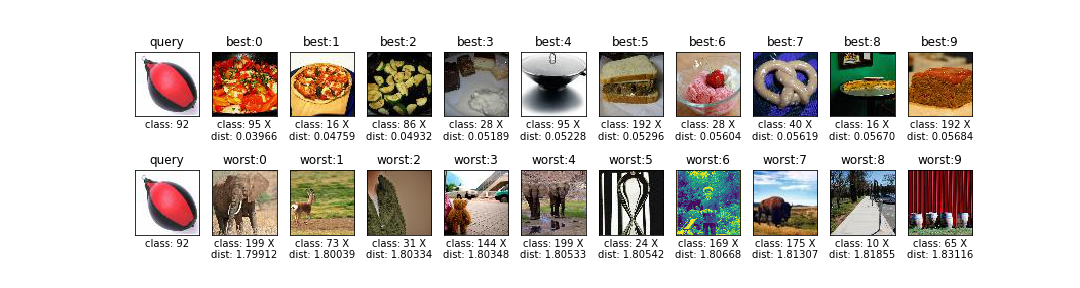 query best:0 best:1 best:2 best:3 best:4 best:5 best:6 best:7 best:8 best:9
class: 92 class: 95 X class: 16 X class: 86 X class: 28 X class: 95 X class: 192 X class: 28 X class: 40 X class: 16 X class: 192 X
dist: 0.03966 dist: 0.04759 dist: 0.04932 dist: 0.05189 dist: 0.05228 dist: 0.05296 dist: 0.05604 dist: 0.05619 dist: 0.05670 dist: 0.05684
query worst:0 worst:1 worst:2 worst:3 worst:4 worst:5 worst:6 worst:7 worst:8 worst:9
class: 92 class: 199 X class: 73 X class: 31 X class: 144 X class: 199 X class: 24 X class: 169 X class: 175 X class: 10 X class: 65 X
dist: 1.79912 dist: 1.80039 dist: 1.80334 dist: 1.80348 dist: 1.80533 dist: 1.80542 dist: 1.80668 dist: 1.81307 dist: 1.81855 dist: 1.83116